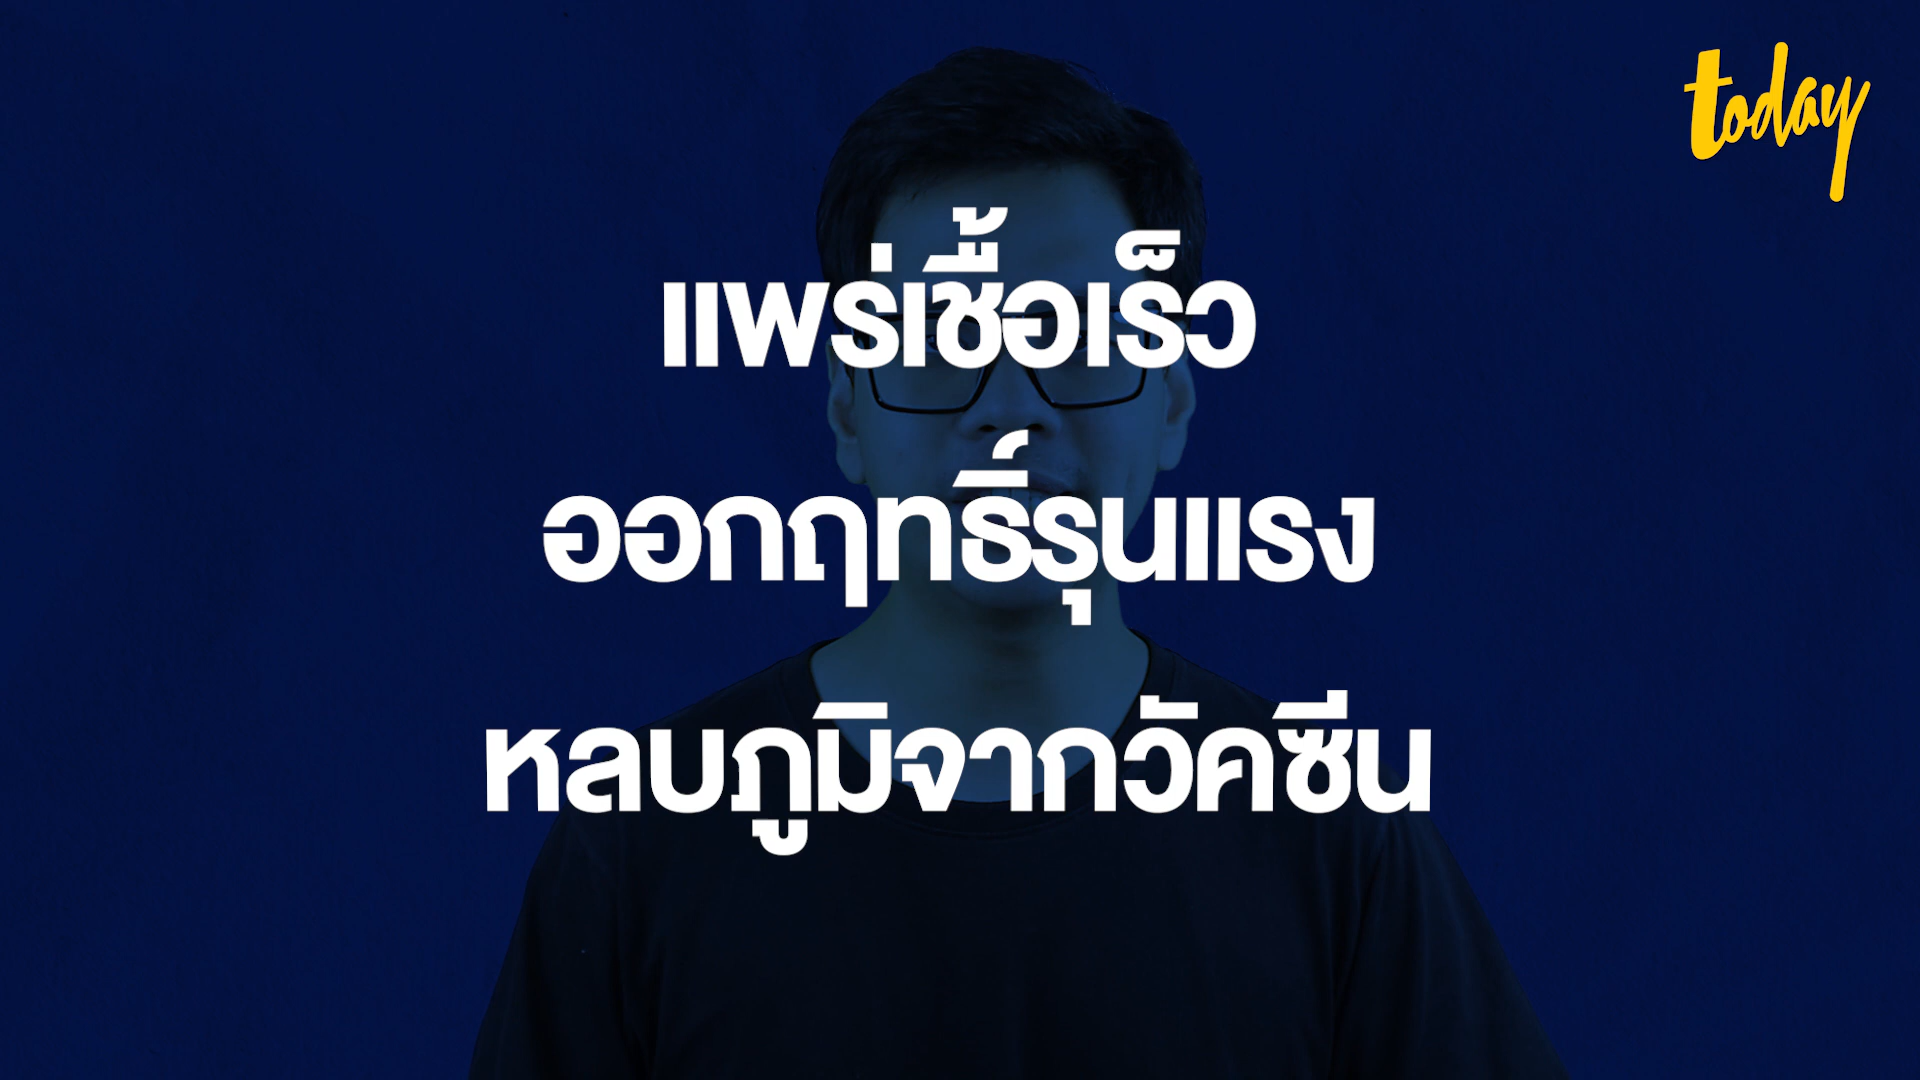 today
แพร่เชื้อเร็ว
ออกฤทธิ์รุนแรง
หลบภูมิจากวัคซีน